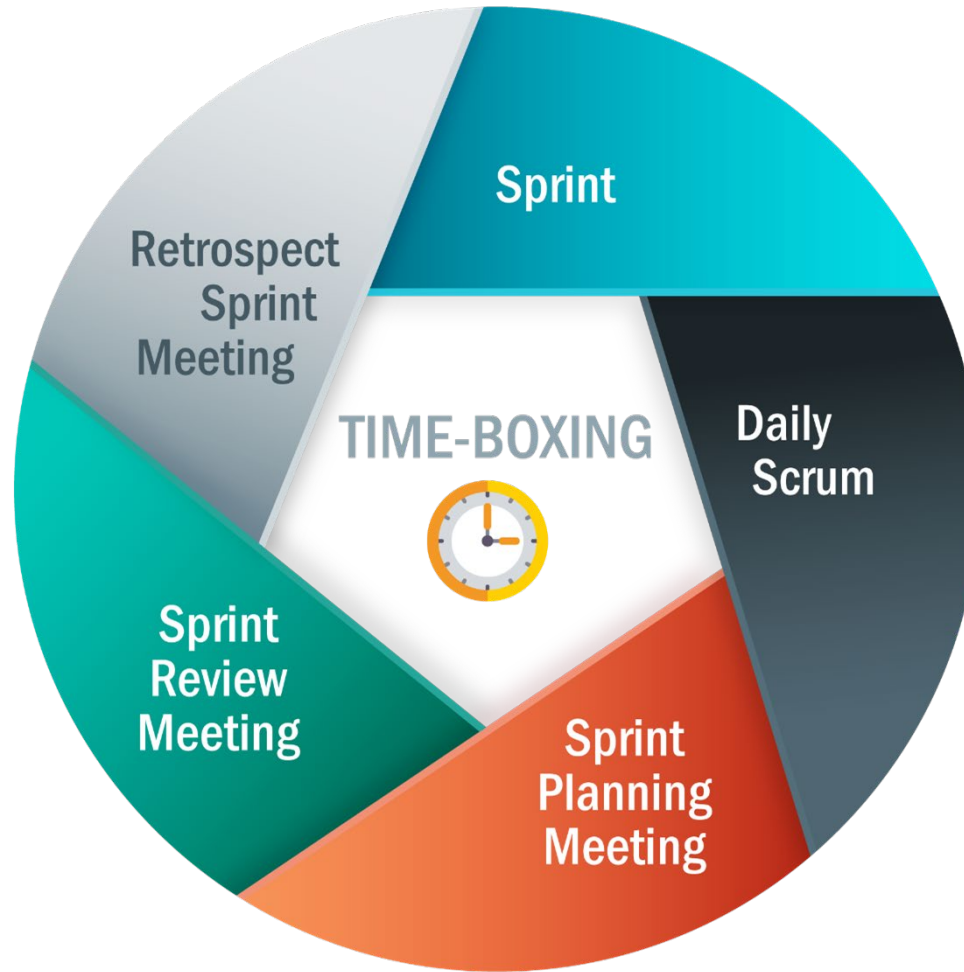 Sprint
Daily
Scrum
Sprint
Planning
Meeting
Sprint
Review
Meeting
Retrospect
Sprint
Meeting
TIME-BOXING